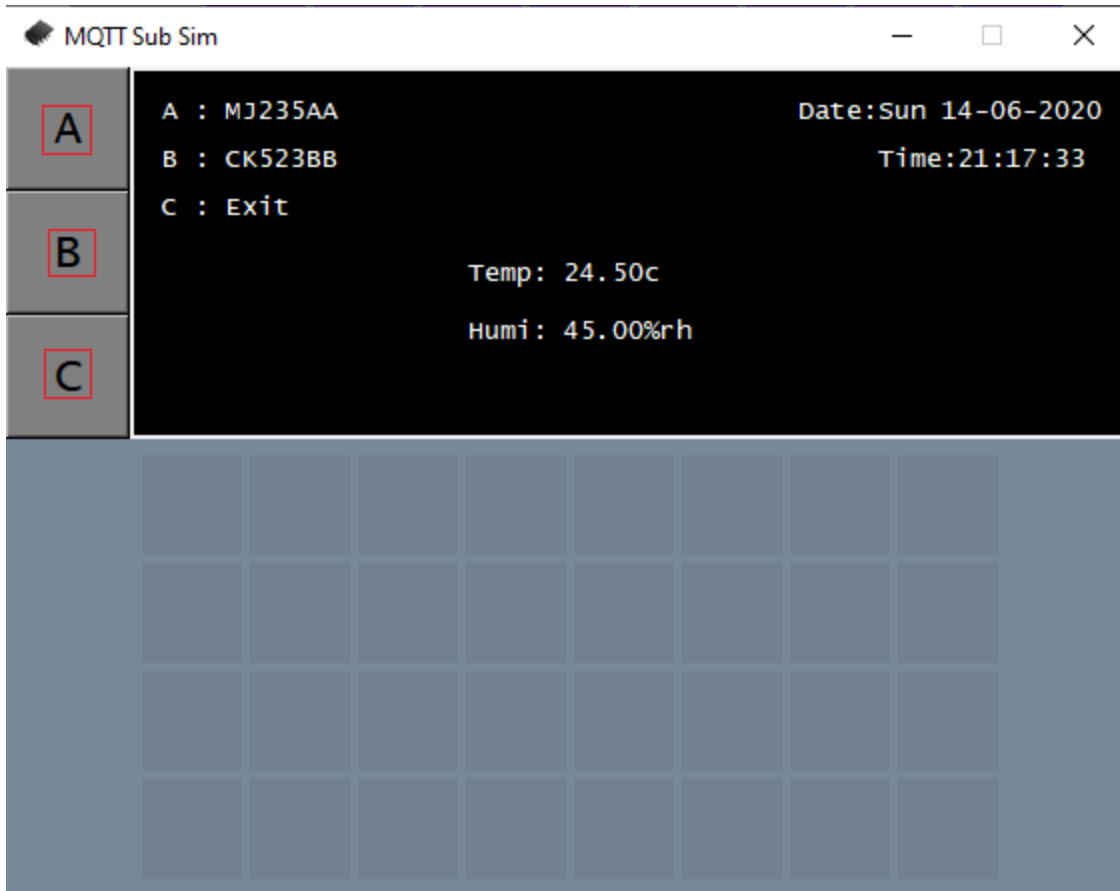 MQTT Sub Sim
A
A : MJ235AA
Date:Sun 14-06-2020
B : CK523BB
Time:21:17:33
C : Exit
B
Temp: 24.50c
Humi: 45.00%rh
C